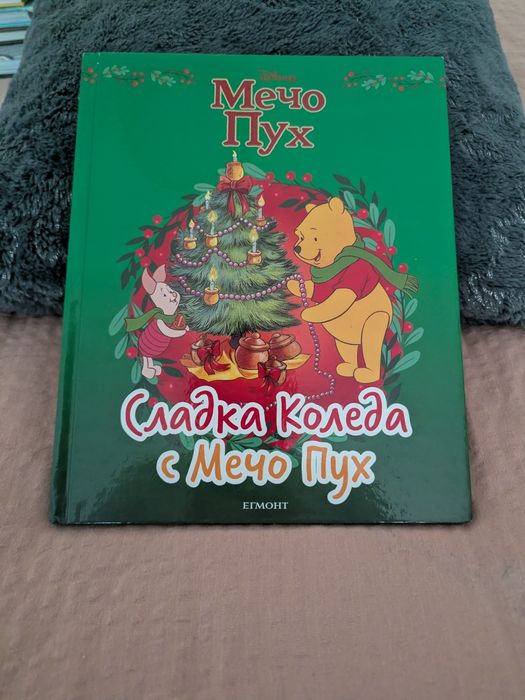 Disney
Мечо
Пух
Сладка Коледа
с Мечо Пух
ЕГМОНТ